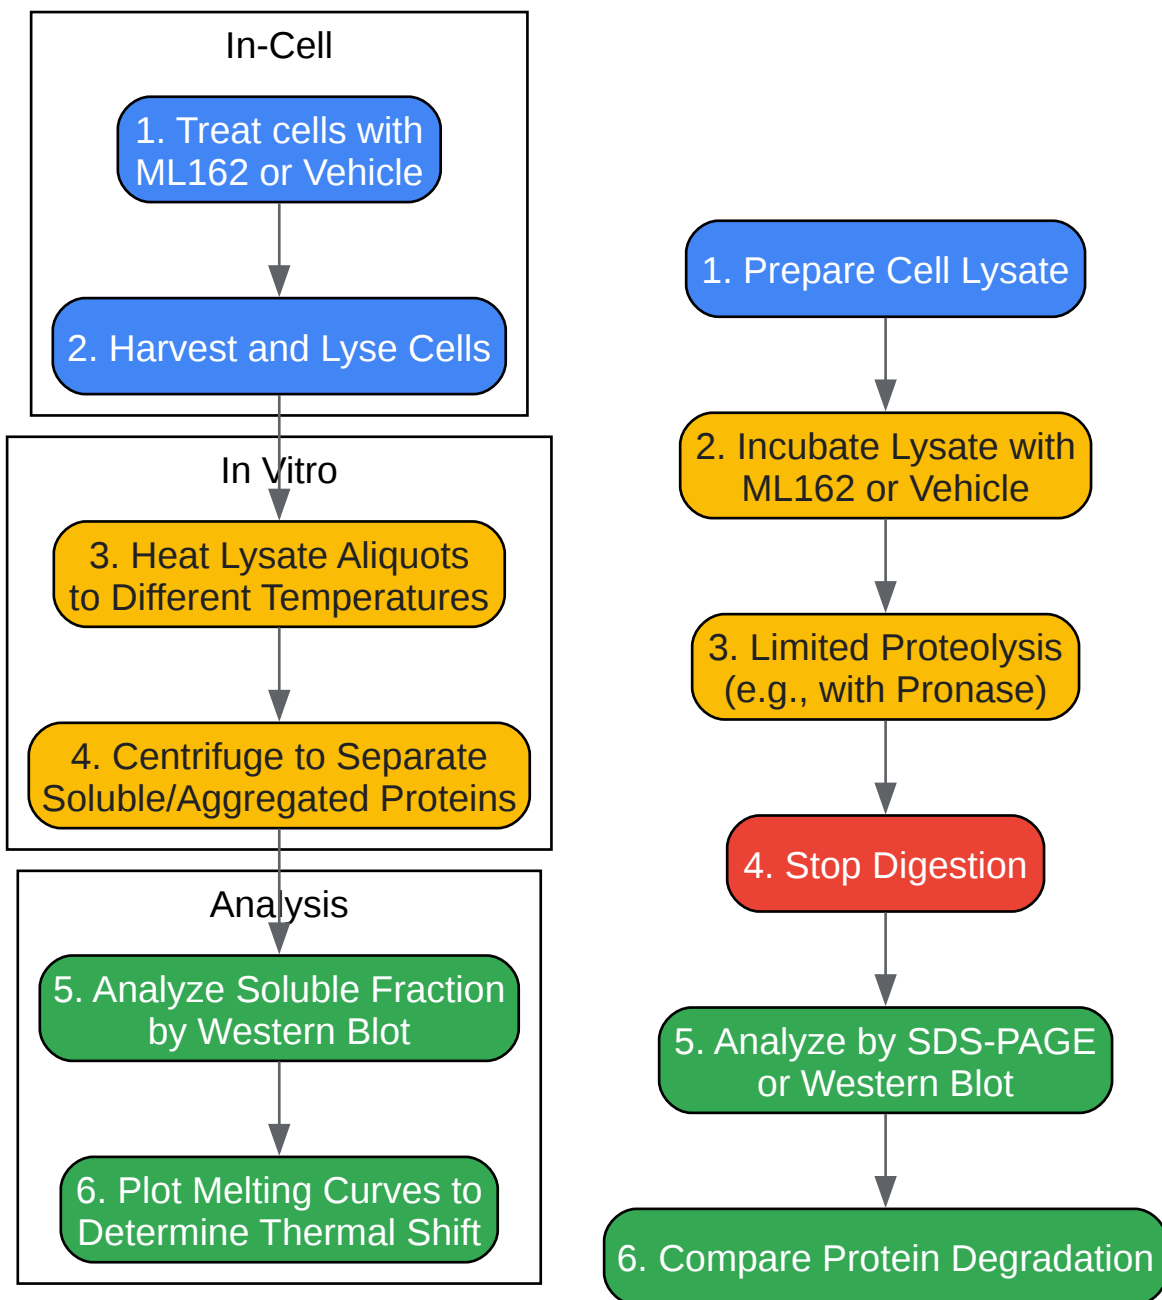 In-Cell
1. Treat cells with
ML162 or Vehicle
2. Harvest and Lyse Cells
In Vitro
3. Heat Lysate Aliquots
to Different Temperatures
4. Centrifuge to Separate
Soluble/Aggregated Proteins
Analysis
5. Analyze Soluble Fraction
by Western Blot
6. Plot Melting Curves to
Determine Thermal Shift
1. Prepare Cell Lysate
2. Incubate Lysate with
ML162 or Vehicle
3. Limited Proteolysis
(e.g., with Pronase)
4. Stop Digestion
5. Analyze by SDS-PAGE
or Western Blot
6. Compare Protein Degradation